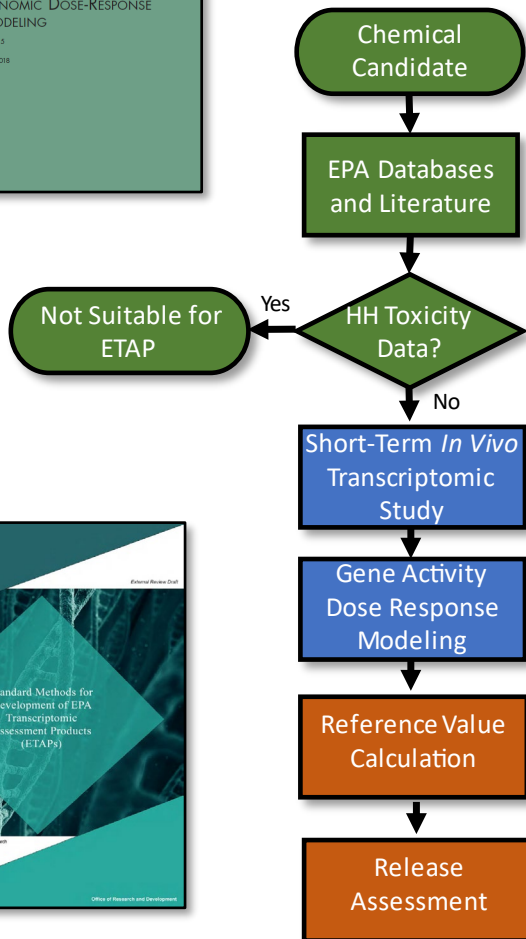 NOMIC DOSE-RESPONSE
DELING
018
Chemical
Candidate
EPA Databases
and Literature
HH Toxicity
Data?
Yes
Not Suitable for
ETAP
No
Short-Term In Vivo
Transcriptomic
Study
Gene Activity
Dose Response
Modeling
Reference Value
Calculation
Release
Assessment
External Review Draft
andard Methods for
evelopment of EPA
Transcriptomic
ssessment Products
(ETAPs)
Office of Research and Development